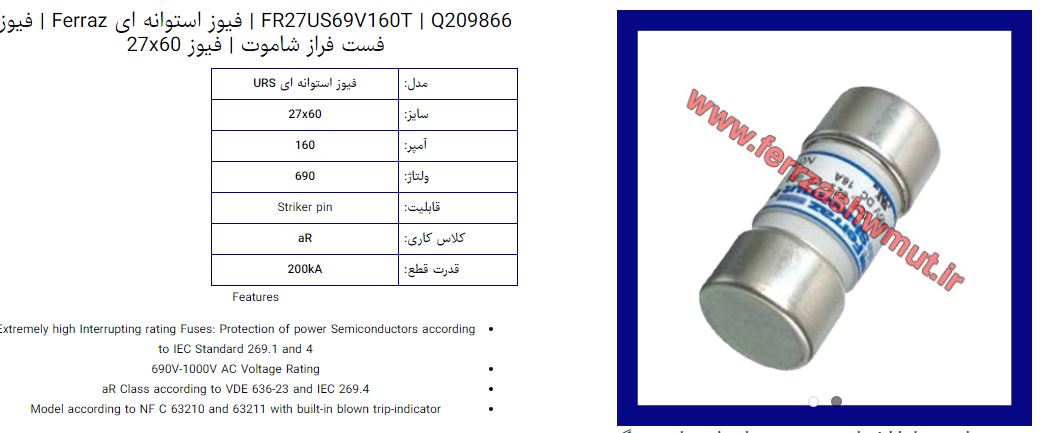 FR27US69V160T | Q209866 | فیوز استوانه ای Ferraz | فیوز
فست فراز شاموت | فیوز 27x60
مدل: فیوز استوانه ای URS
سایز: 27x60
آمپر: 160
ولتاژ: 690
قابلیت: Striker pin
کلاس کاری: aR
قدرت قطع: 200kA
Features
Extremely high Interrupting rating Fuses: Protection of power Semiconductors according
to IEC Standard 269.1 and 4
690V-1000V AC Voltage Rating
aR Class according to VDE 636-23 and IEC 269.4
Model according to NF C 63210 and 63211 with built-in blown trip-indicator
www.ferrzashwmut.ir
16A
DC
Ferraz